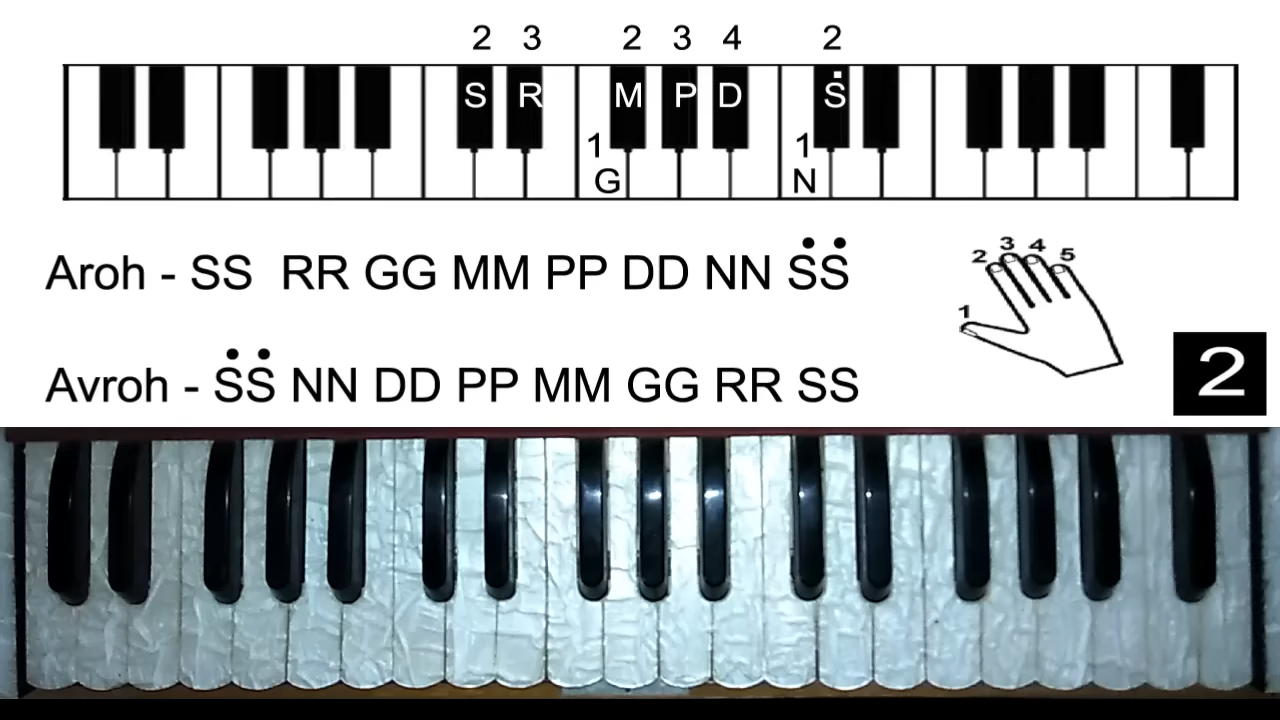 2 3 2 3 4 2
S R M P D Ṡ
1 1
G N
Aroh - SS RR GG MM PP DD NN ṠṠ
2 3 4 5
1
Avroh - ṠṠ NN DD PP MM GG RR SS
2